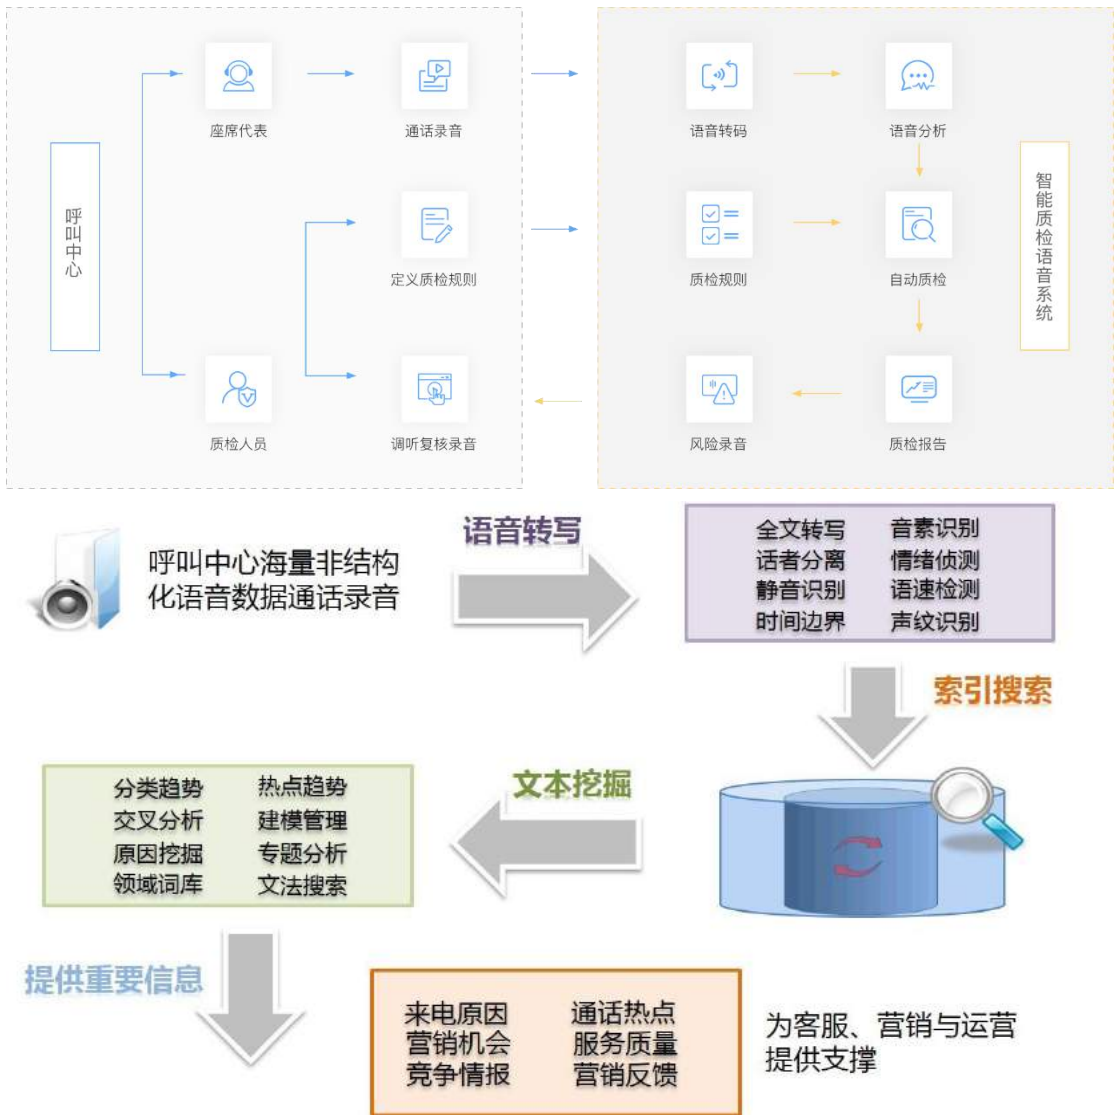 座席代表
通话录音
语音转码
语音分析
呼叫中心
智能质检语音系统
定义质检规则
质检规则
自动质检
质检人员
调听复核录音
风险录音
质检报告
语音转写
呼叫中心海量非结构
化语音数据通话录音
全文转写 音素识别
话者分离 情绪侦测
静音识别 语速检测
时间边界 声纹识别
索引搜索
文本挖掘
分类趋势 热点趋势
交叉分析 建模管理
原因挖掘 专题分析
领域词库 文法搜索
提供重要信息
来电原因 通话热点
营销机会 服务质量
竞争情报 营销反馈
为客服、营销与运营
提供支撑